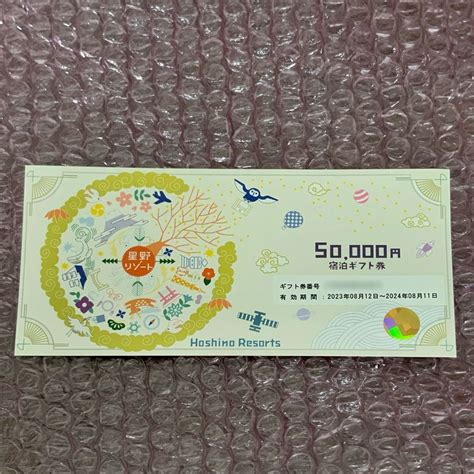 星野
リゾート
50,000円
宿泊ギフト券
ギフト券番号
有効期間：2023年08月12日～2024年08月11日
Hoshino Resorts